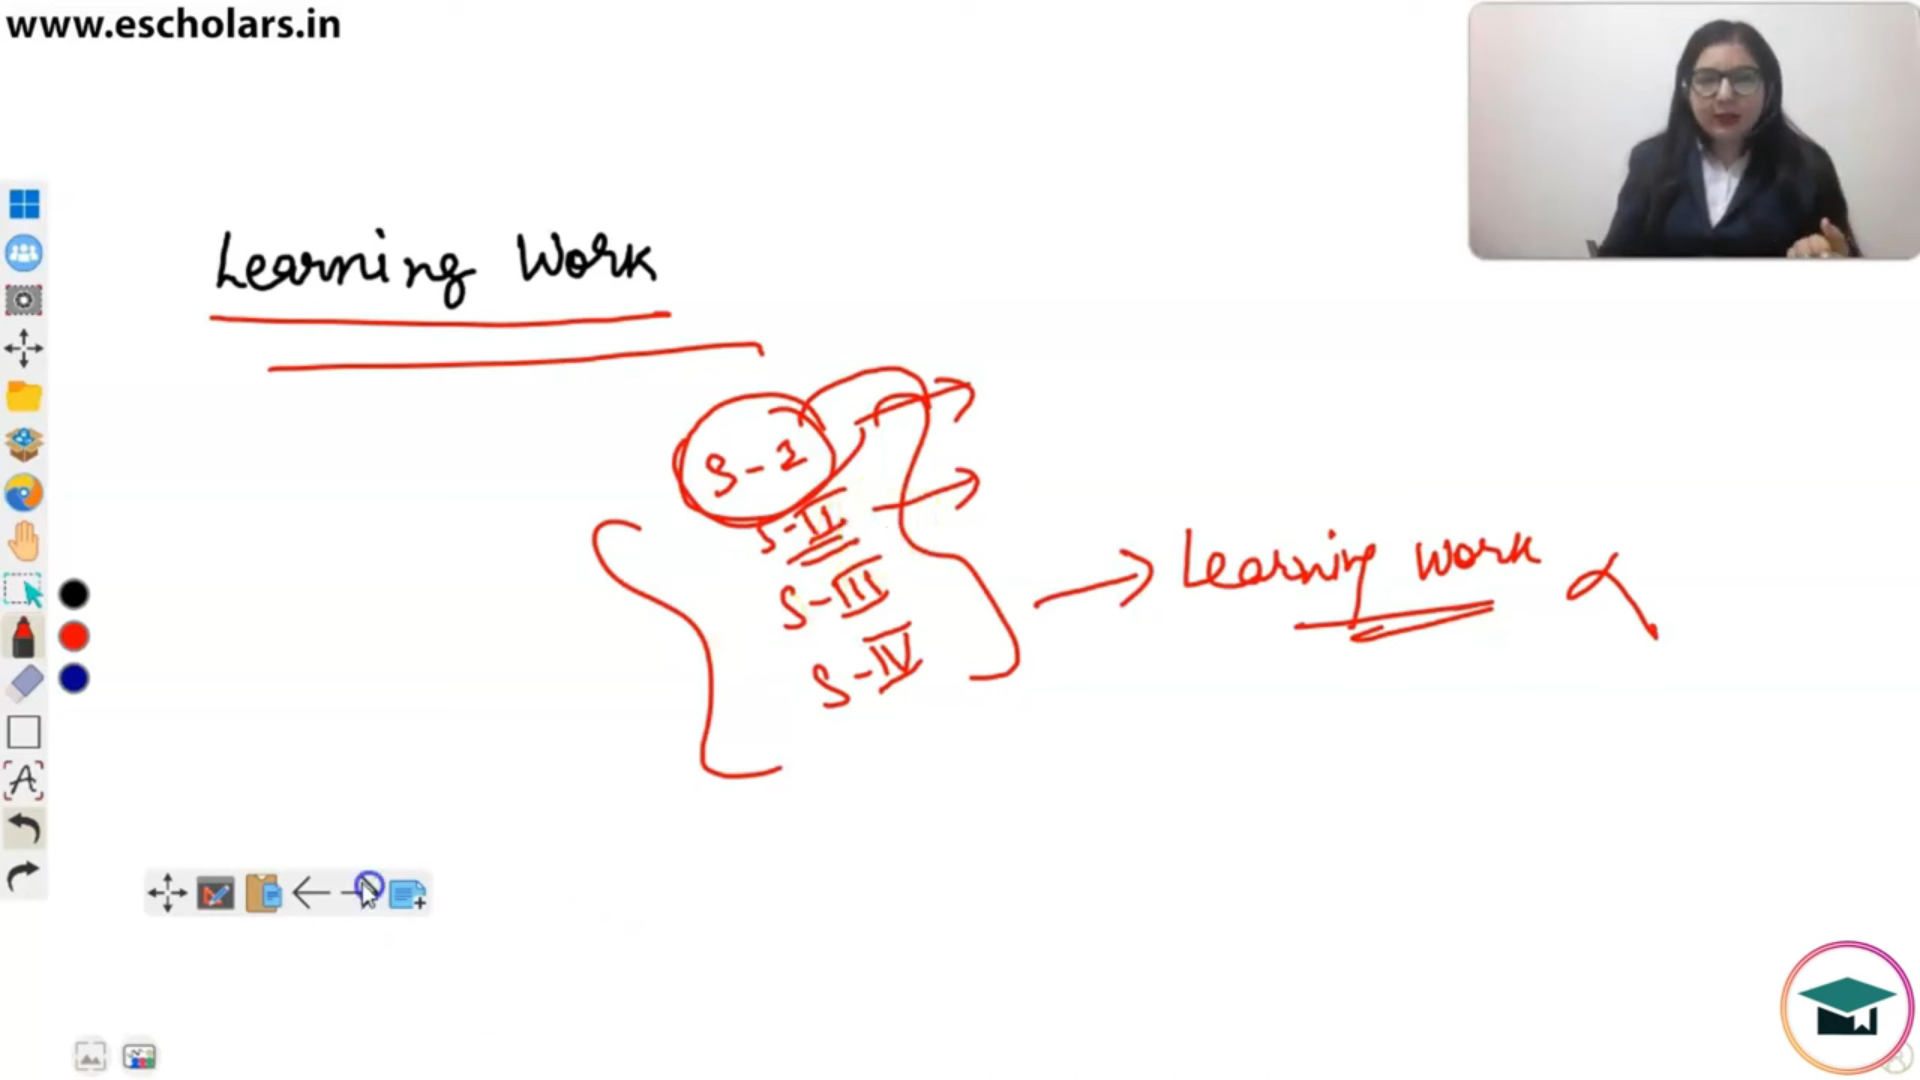 www.escholars.in
Learning Work
S-I
S-II
S-III
S-IV
Learning work